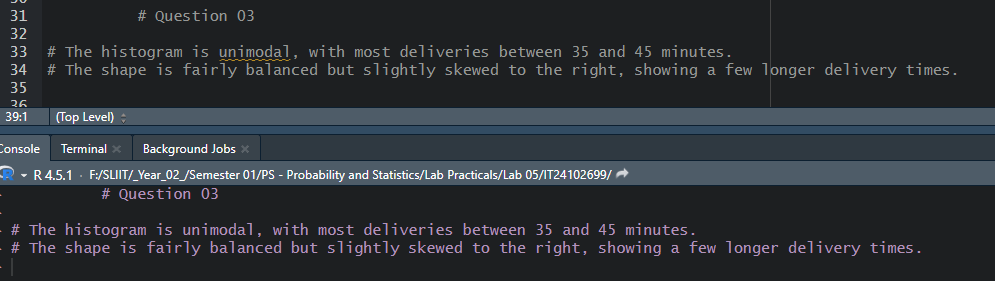 31 # Question 03
32
33 # The histogram is unimodal, with most deliveries between 35 and 45 minutes.
34 # The shape is fairly balanced but slightly skewed to the right, showing a few longer delivery times.
35
36
39:1 (Top Level)
Console Terminal Background Jobs
R R 4.5.1 · F:/SLIIT/_Year_02_/Semester 01/PS - Probability and Statistics/Lab Practicals/Lab 05/IT24102699/
# Question 03
# The histogram is unimodal, with most deliveries between 35 and 45 minutes.
# The shape is fairly balanced but slightly skewed to the right, showing a few longer delivery times.